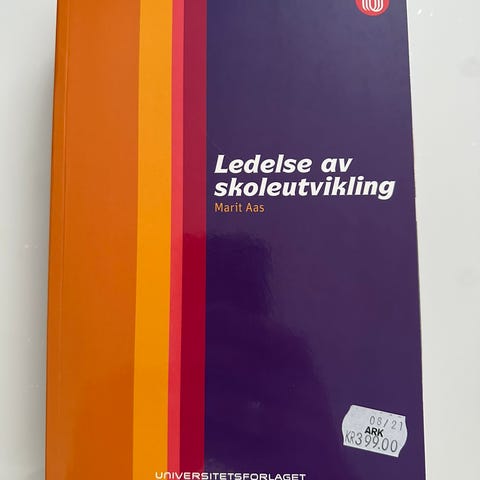 Ledelse av
skoleutvikling
Marit Aas
08/21
ARK
KR399.00
UNIVERSITETSFORLAGET